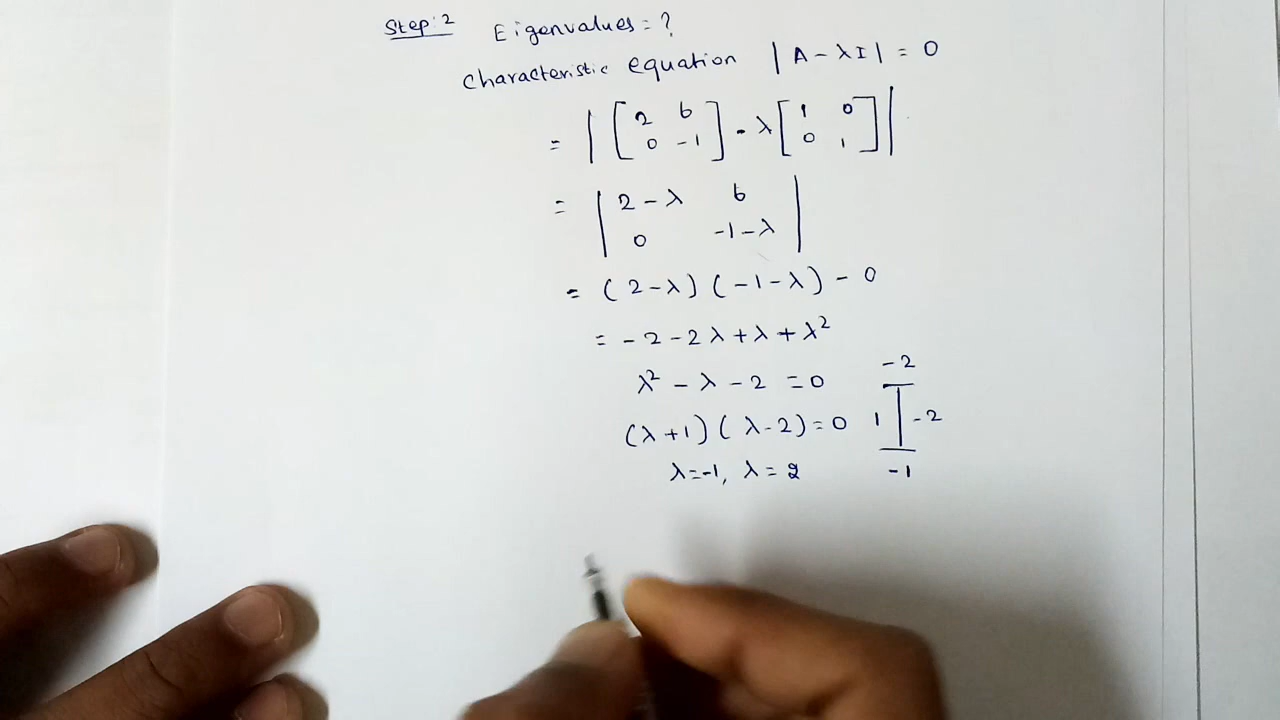 Step:2 Eigenvalues = ?
Characteristic equation |A - λI| = 0
= | [ 2 6
0 -1 ] - λ [ 1 0
0 1 ] |
= | 2-λ 6
0 -1-λ |
= (2-λ) (-1-λ) - 0
= -2-2λ+λ+λ²
λ² - λ - 2 = 0
(λ+1) (λ-2) = 0
λ=-1, λ=2
-2
1 -2
-1